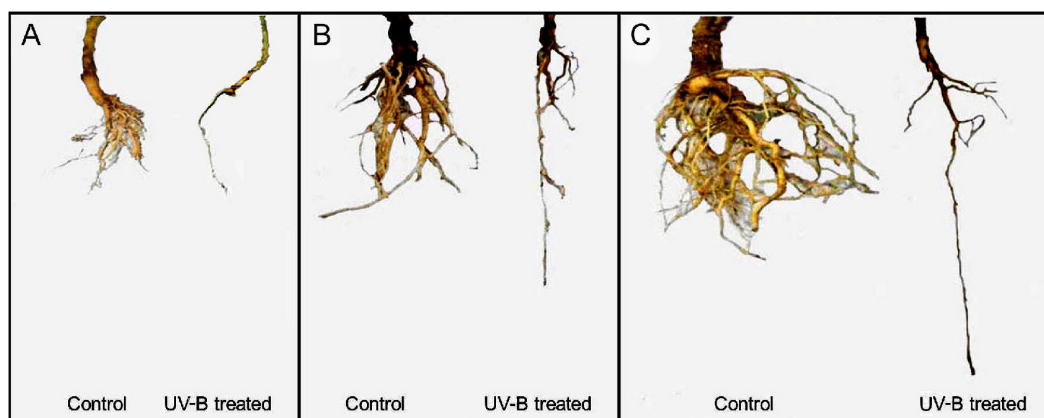 A
B
C
Control
UV-B treated
Control
UV-B treated
Control
UV-B treated